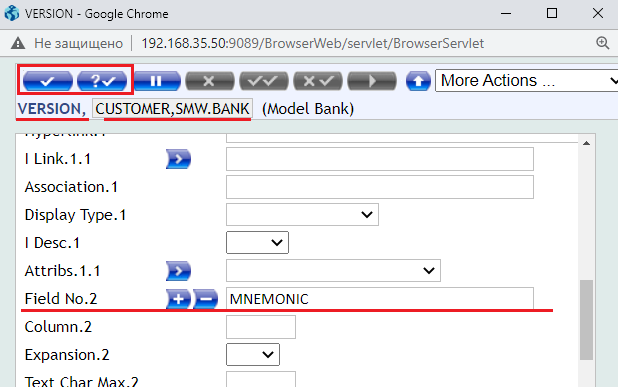 VERSION - Google Chrome
Не защищено 192.168.35.50:9089/BrowserWeb/servlet/BrowserServlet
More Actions ...
VERSION, CUSTOMER,SMW.BANK (Model Bank)
Hyperlink.1
I Link.1.1
Association.1
Display Type.1
I Desc.1
Attribs.1.1
Field No.2 MNEMONIC
Column.2
Expansion.2
Text Char Max.2